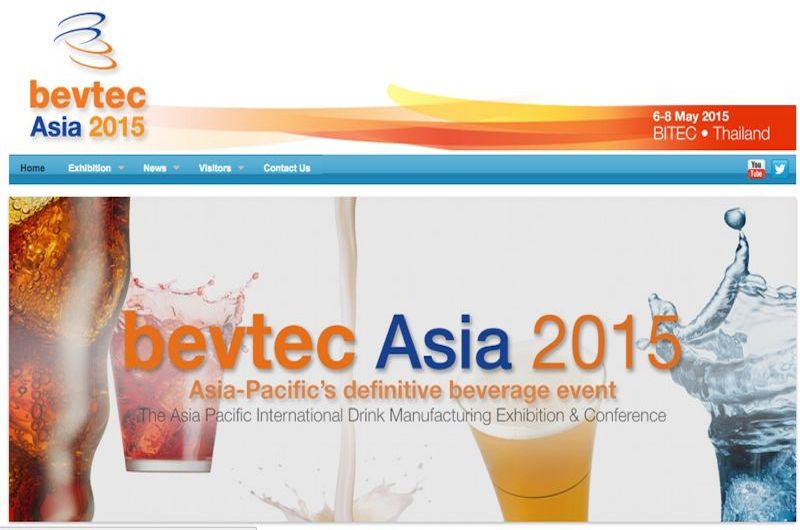 bevtec
Asia 2015
6-8 May 2015
BITEC • Thailand
Home Exhibition News Visitors Contact Us
You
Tube
bevtec Asia 2015
Asia-Pacific's definitive beverage event
The Asia Pacific International Drink Manufacturing Exhibition & Conference